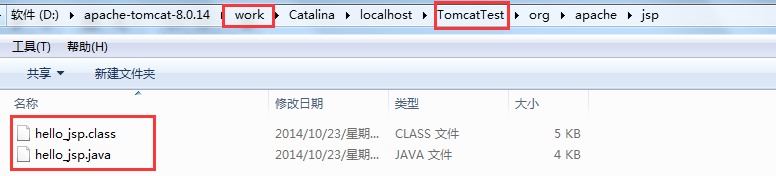 软件 (D:) ▸ apache-tomcat-8.0.14 ▸ work ▸ Catalina ▸ localhost ▸ TomcatTest ▸ org ▸ apache ▸ jsp
工具(T) 帮助(H)
共享 新建文件夹
名称 修改日期 类型 大小
hello_jsp.class 2014/10/23/星期... CLASS 文件 5 KB
hello_jsp.java 2014/10/23/星期... JAVA 文件 4 KB